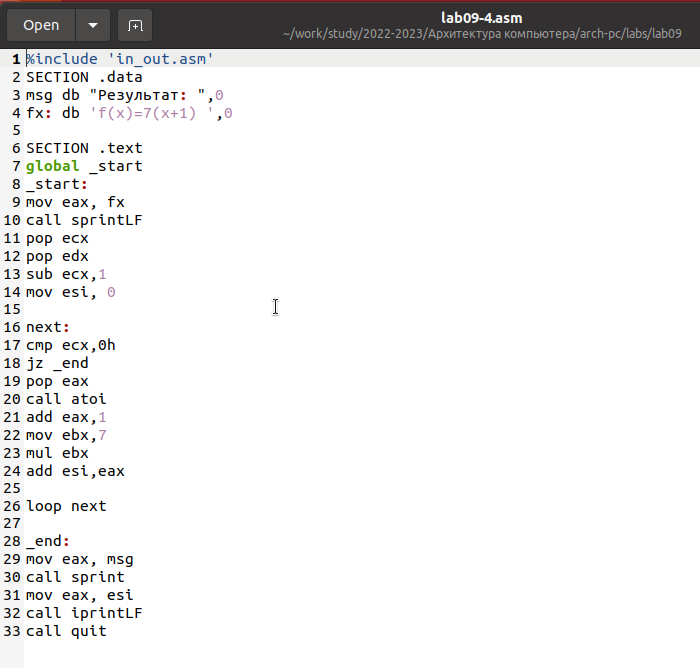 Open
lab09-4.asm
~/work/study/2022-2023/Архитектура компьютера/arch-pc/labs/lab09
1 %include 'in_out.asm'
2 SECTION .data
3 msg db "Результат: ",0
4 fx: db 'f(x)=7(x+1) ',0
5
6 SECTION .text
7 global _start
8 _start:
9 mov eax, fx
10 call sprintLF
11 pop ecx
12 pop edx
13 sub ecx,1
14 mov esi, 0
15
16 next:
17 cmp ecx,0h
18 jz _end
19 pop eax
20 call atoi
21 add eax,1
22 mov ebx,7
23 mul ebx
24 add esi,eax
25
26 loop next
27
28 _end:
29 mov eax, msg
30 call sprint
31 mov eax, esi
32 call iprintLF
33 call quit